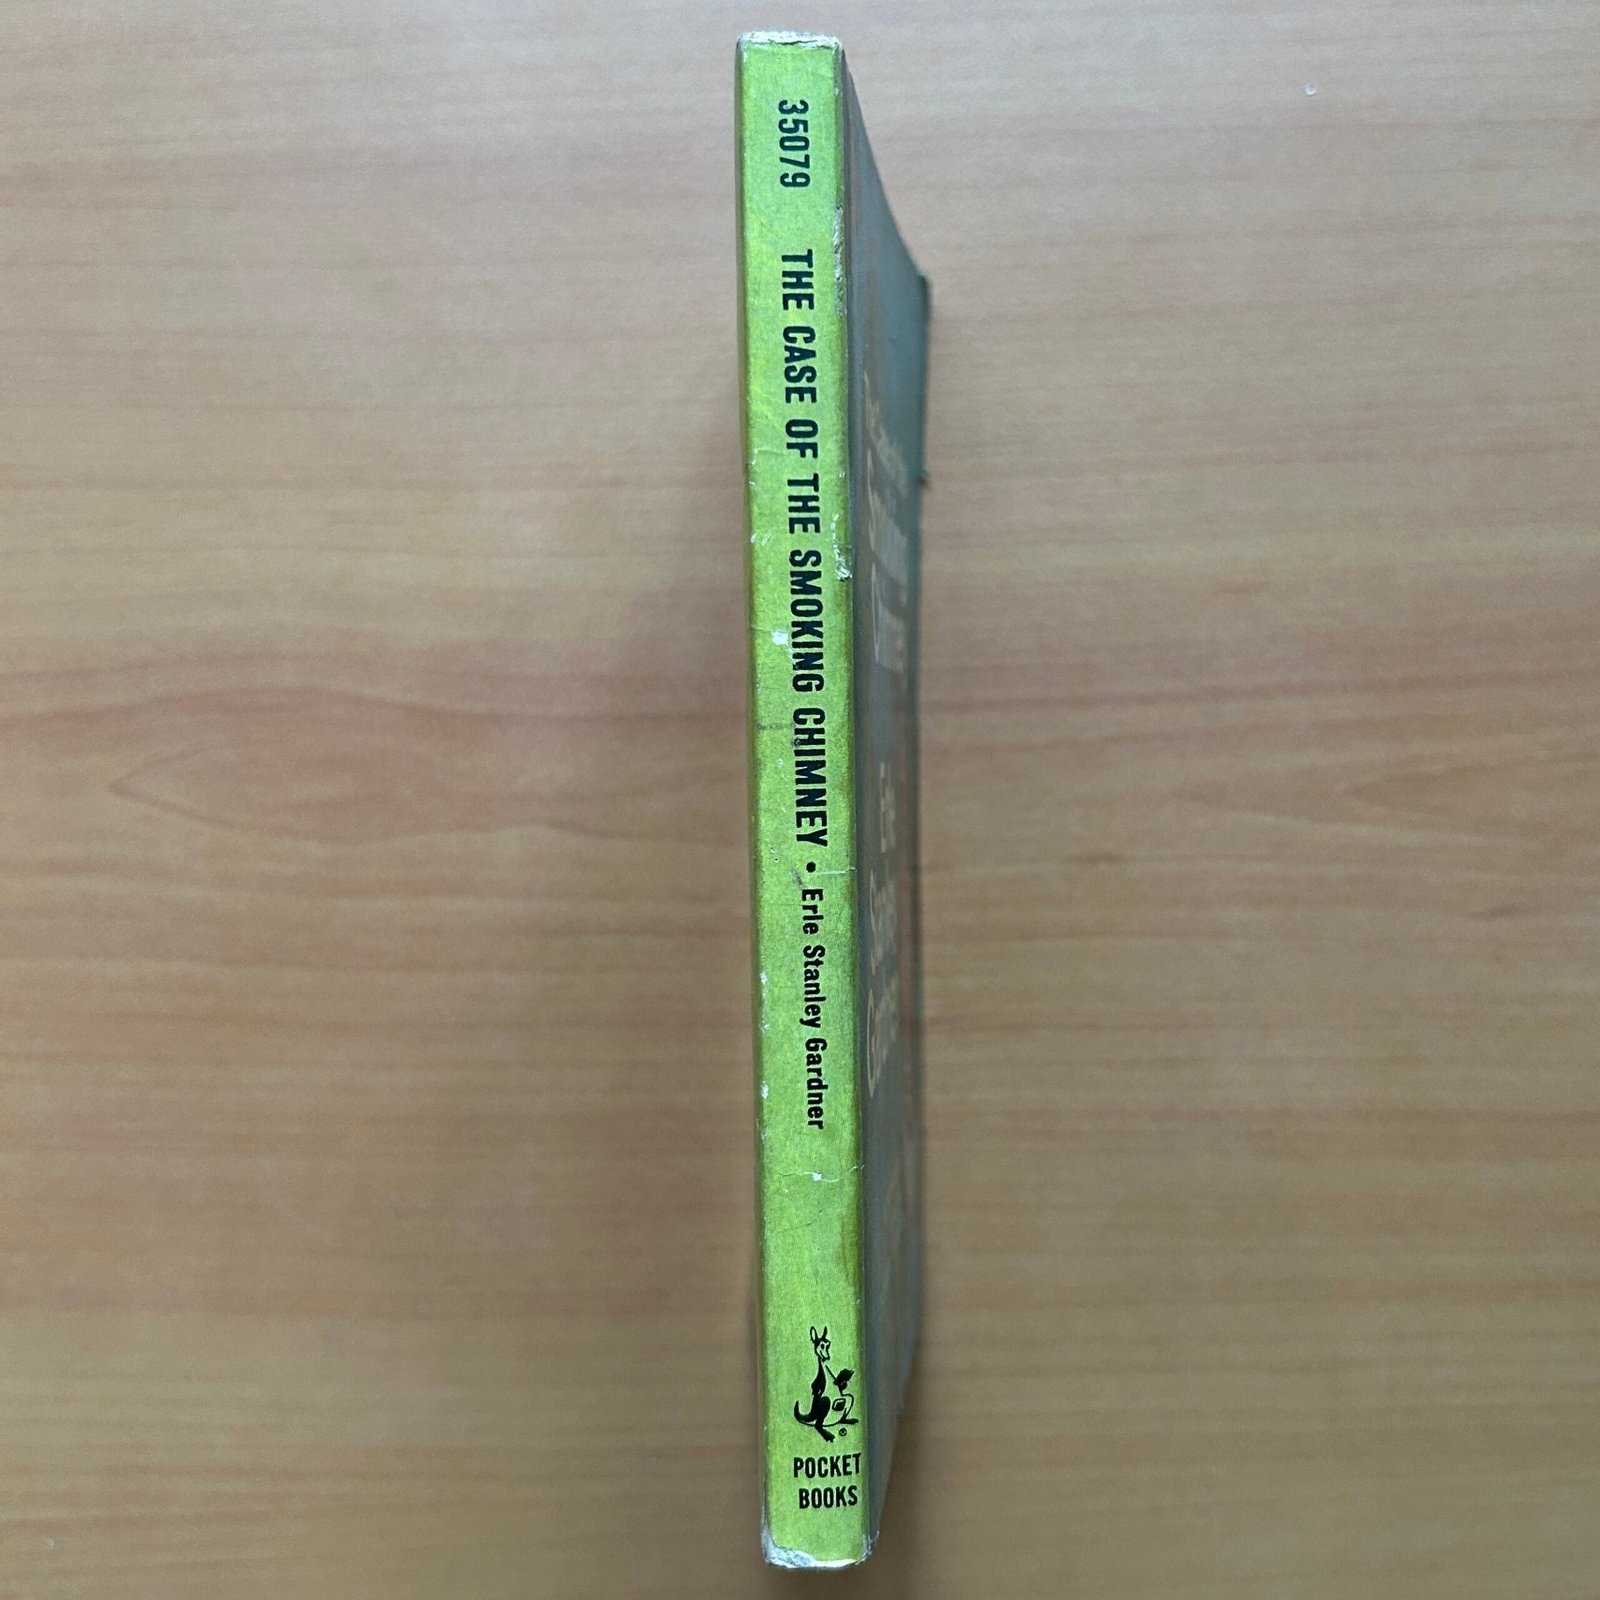 35079
THE CASE OF THE SMOKING CHIMNEY • Erle Stanley Gardner
®
POCKET
BOOKS